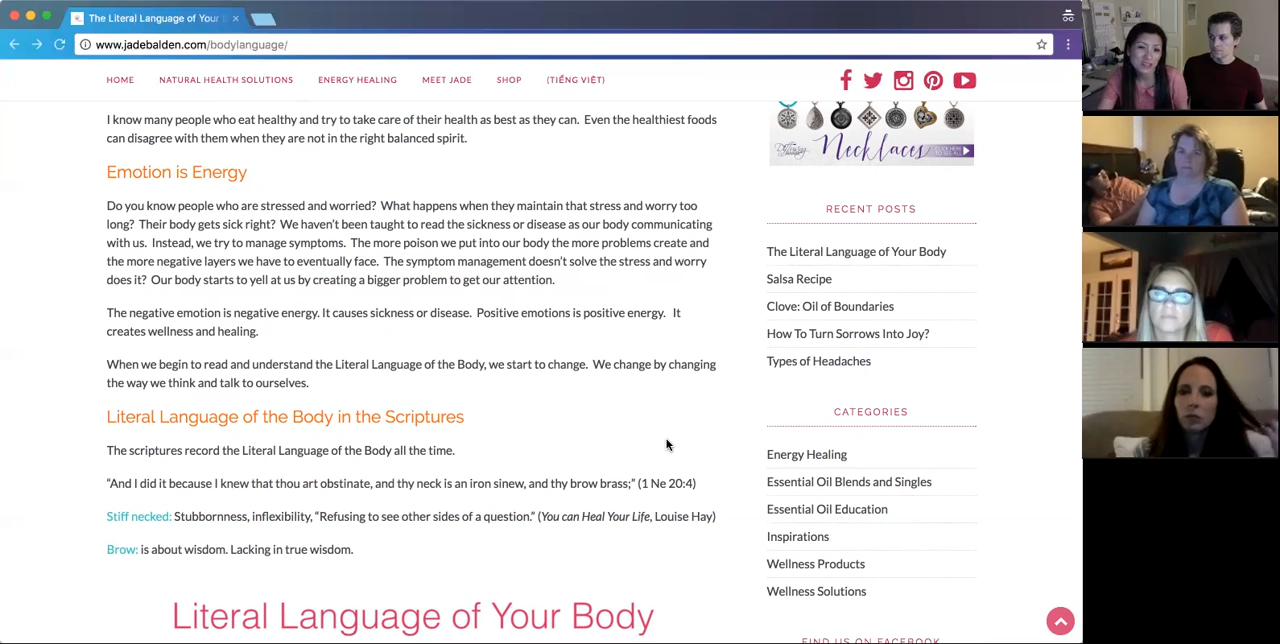 The Literal Language of Your
www.jadebalden.com/bodylanguage/
HOME NATURAL HEALTH SOLUTIONS ENERGY HEALING MEET JADE SHOP (TIẾNG VIỆT)
I know many people who eat healthy and try to take care of their health as best as they can. Even the healthiest foods
can disagree with them when they are not in the right balanced spirit.
Emotion is Energy
Do you know people who are stressed and worried? What happens when they maintain that stress and worry too
long? Their body gets sick right? We haven't been taught to read the sickness or disease as our body communicating
with us. Instead, we try to manage symptoms. The more poison we put into our body the more problems create and
the more negative layers we have to eventually face. The symptom management doesn't solve the stress and worry
does it? Our body starts to yell at us by creating a bigger problem to get our attention.
The negative emotion is negative energy. It causes sickness or disease. Positive emotions is positive energy. It
creates wellness and healing.
When we begin to read and understand the Literal Language of the Body, we start to change. We change by changing
the way we think and talk to ourselves.
Literal Language of the Body in the Scriptures
The scriptures record the Literal Language of the Body all the time.
“And I did it because I knew that thou art obstinate, and thy neck is an iron sinew, and thy brow brass;” (1 Ne 20:4)
Stiff necked: Stubbornness, inflexibility, “Refusing to see other sides of a question.” (You can Heal Your Life, Louise Hay)
Brow: is about wisdom. Lacking in true wisdom.
Literal Language of Your Body
Necklaces
RECENT POSTS
The Literal Language of Your Body
Salsa Recipe
Clove: Oil of Boundaries
How To Turn Sorrows Into Joy?
Types of Headaches
CATEGORIES
Energy Healing
Essential Oil Blends and Singles
Essential Oil Education
Inspirations
Wellness Products
Wellness Solutions
FIND US ON FACEBOOK